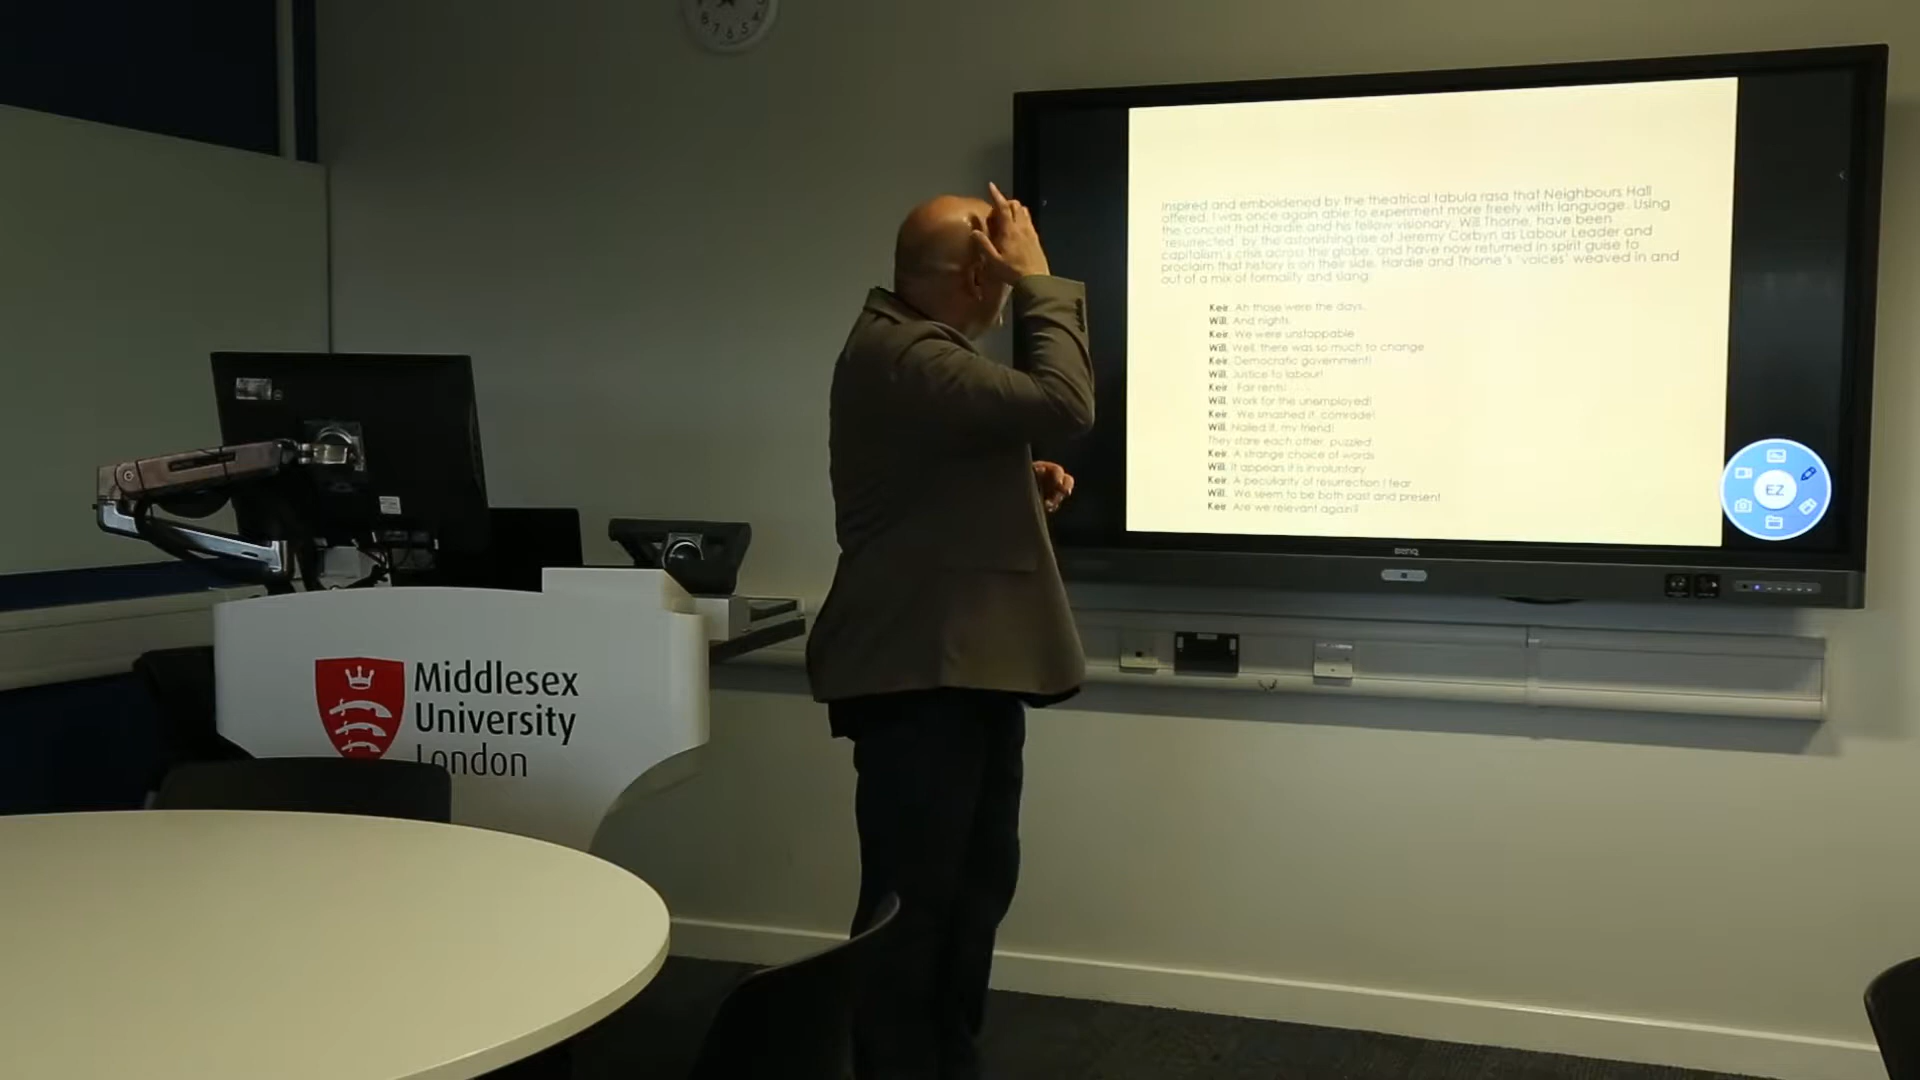 Inspired and emboldened by the theatrical tabula rasa that Neighbours Hall
offered, I was once again able to experiment more freely with language. Using
the conceit that Hardie and his fellow visionary, Will Thorne, have been
'resurrected' by the astonishing rise of Jeremy Corbyn as Labour Leader and
capitalism's crisis across the globe, and have now returned in spirit guise to
proclaim that history is on their side, Hardie and Thorne's 'voices' weaved in and
out of a mix of formality and slang:
Keir. Ah those were the days.
Will. And nights.
Keir. We were unstoppable
Will. Well, there was so much to change
Keir. Democratic government!
Will. Justice to labour!
Keir. Fair rents!
Will. Work for the unemployed!
Keir. We smashed it, comrade!
Will. Nailed it, my friend!
They stare each other, puzzled.
Keir. A strange choice of words
Will. It appears it is involuntary
Keir. A peculiarity of resurrection I fear
Will. We seem to be both past and present
Keir. Are we relevant again?
EZ
BenQ
Middlesex
University
London
8 7 6 5 4